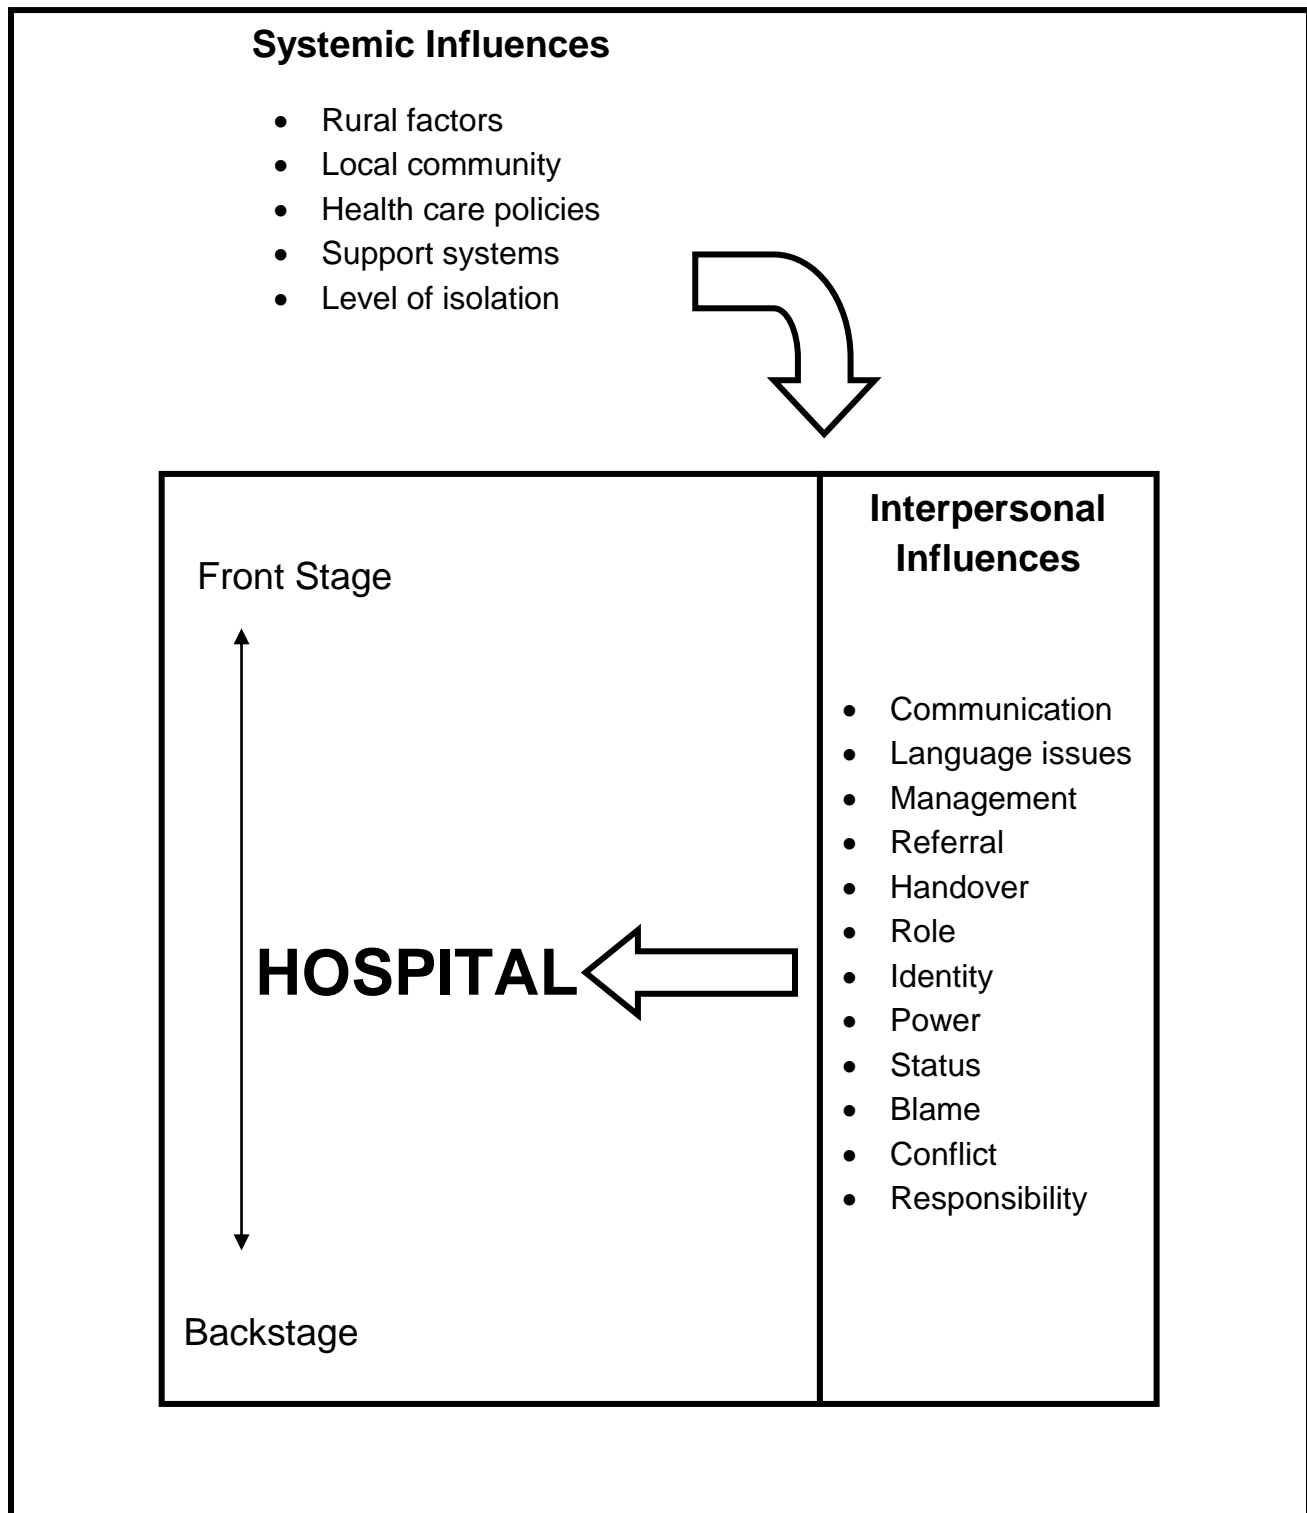 Systemic Influences
• Rural factors
• Local community
• Health care policies
• Support systems
• Level of isolation
Front Stage
HOSPITAL
Backstage
Interpersonal
Influences
• Communication
• Language issues
• Management
• Referral
• Handover
• Role
• Identity
• Power
• Status
• Blame
• Conflict
• Responsibility